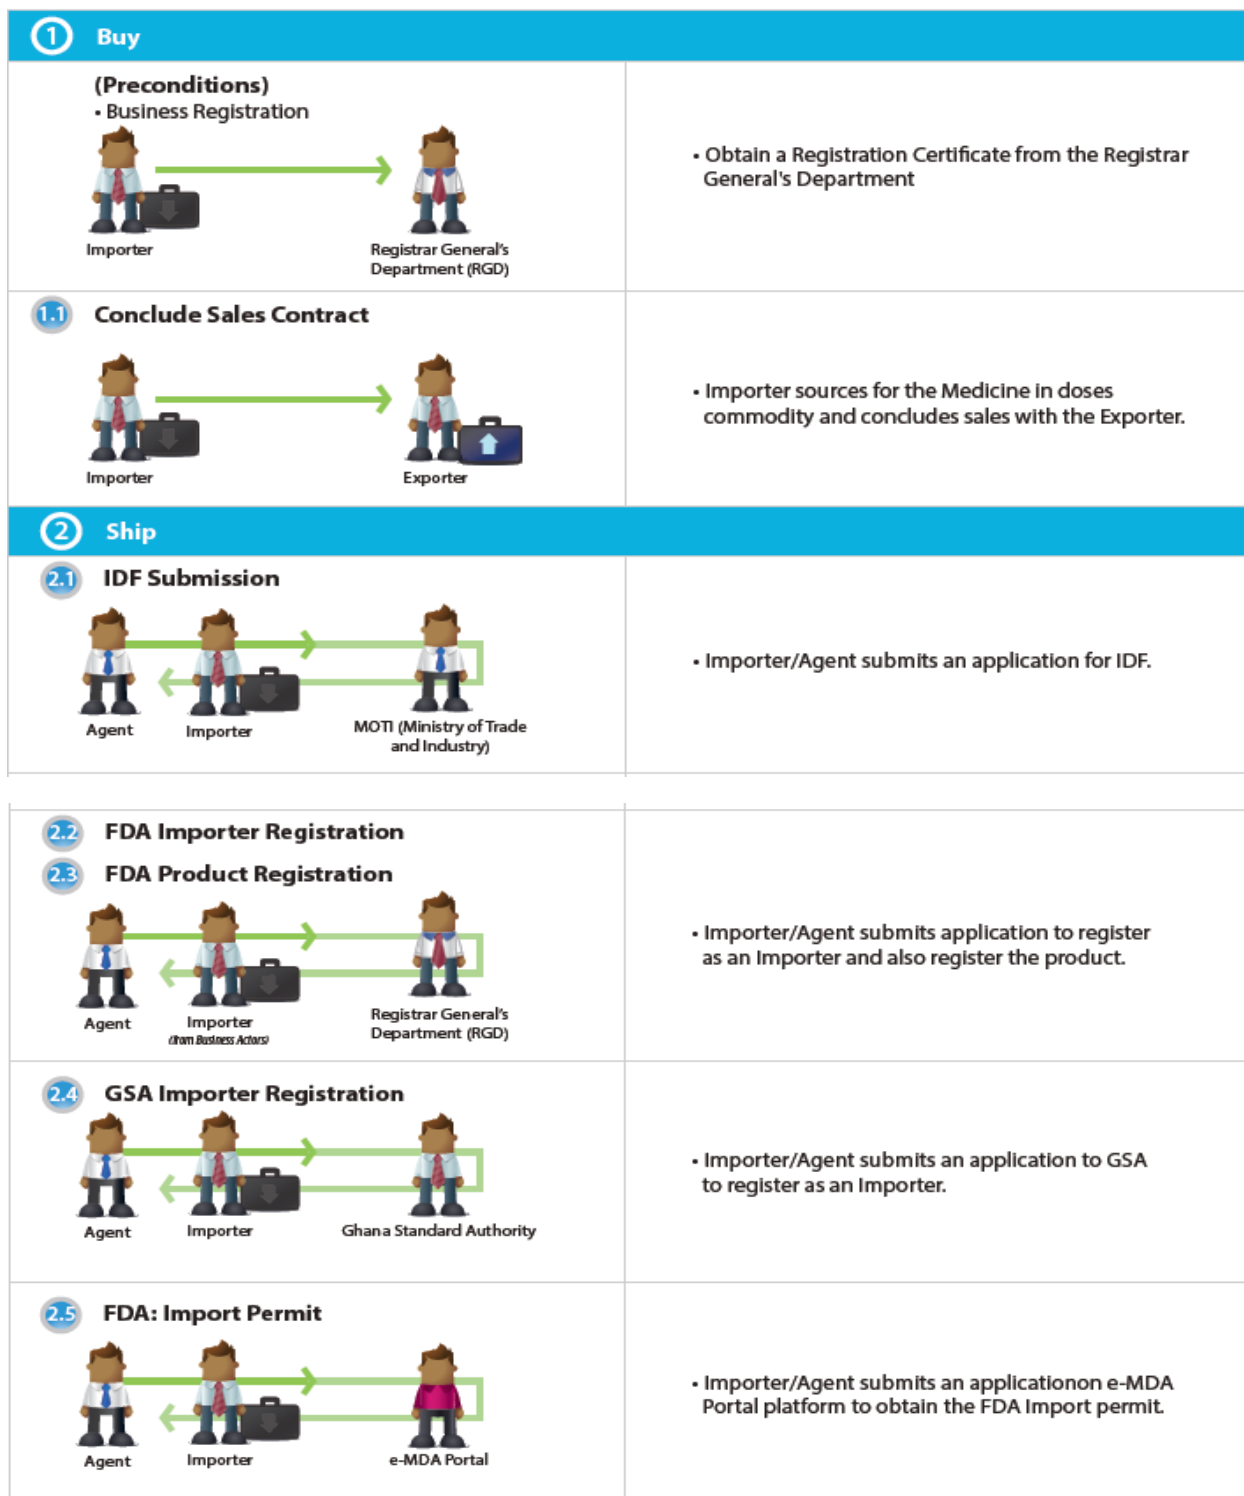 1 Buy
(Preconditions)
• Business Registration
Importer
Registrar General's
Department (RGD)
• Obtain a Registration Certificate from the Registrar
General's Department
1.1 Conclude Sales Contract
Importer
Exporter
• Importer sources for the Medicine in doses
commodity and concludes sales with the Exporter.
2 Ship
2.1 IDF Submission
Agent
Importer
MOTI (Ministry of Trade
and Industry)
• Importer/Agent submits an application for IDF.
2.2 FDA Importer Registration
2.3 FDA Product Registration
Agent
Importer
(from Business Actors)
Registrar General's
Department (RGD)
• Importer/Agent submits application to register
as an Importer and also register the product.
2.4 GSA Importer Registration
Agent
Importer
Ghana Standard Authority
• Importer/Agent submits an application to GSA
to register as an Importer.
2.5 FDA: Import Permit
Agent
Importer
e-MDA Portal
• Importer/Agent submits an applicationon e-MDA
Portal platform to obtain the FDA Import permit.